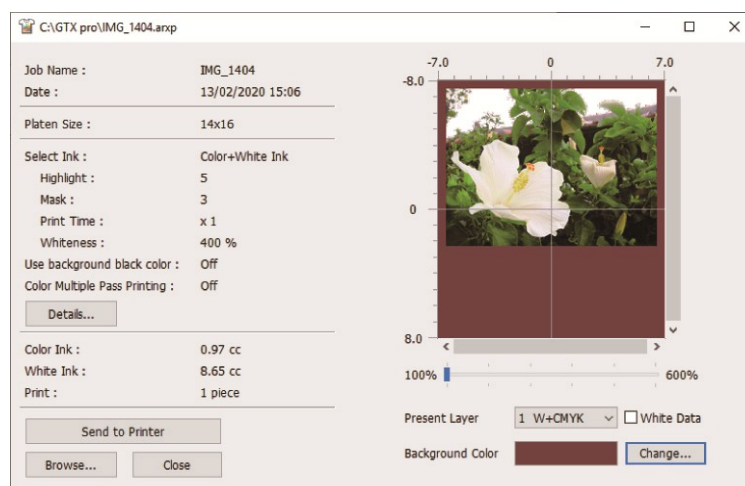 C:\GTX pro\IMG_1404.arxp
Job Name : IMG_1404
Date : 13/02/2020 15:06
Platen Size : 14x16
Select Ink : Color+White Ink
Highlight : 5
Mask : 3
Print Time : x 1
Whiteness : 400 %
Use background black color : Off
Color Multiple Pass Printing : Off
Details...
Color Ink : 0.97 cc
White Ink : 8.65 cc
Print : 1 piece
Send to Printer
Browse... Close
-7.0 0 7.0
-8.0
0
8.0
100% 600%
Present Layer 1 W+CMYK White Data
Background Color Change...